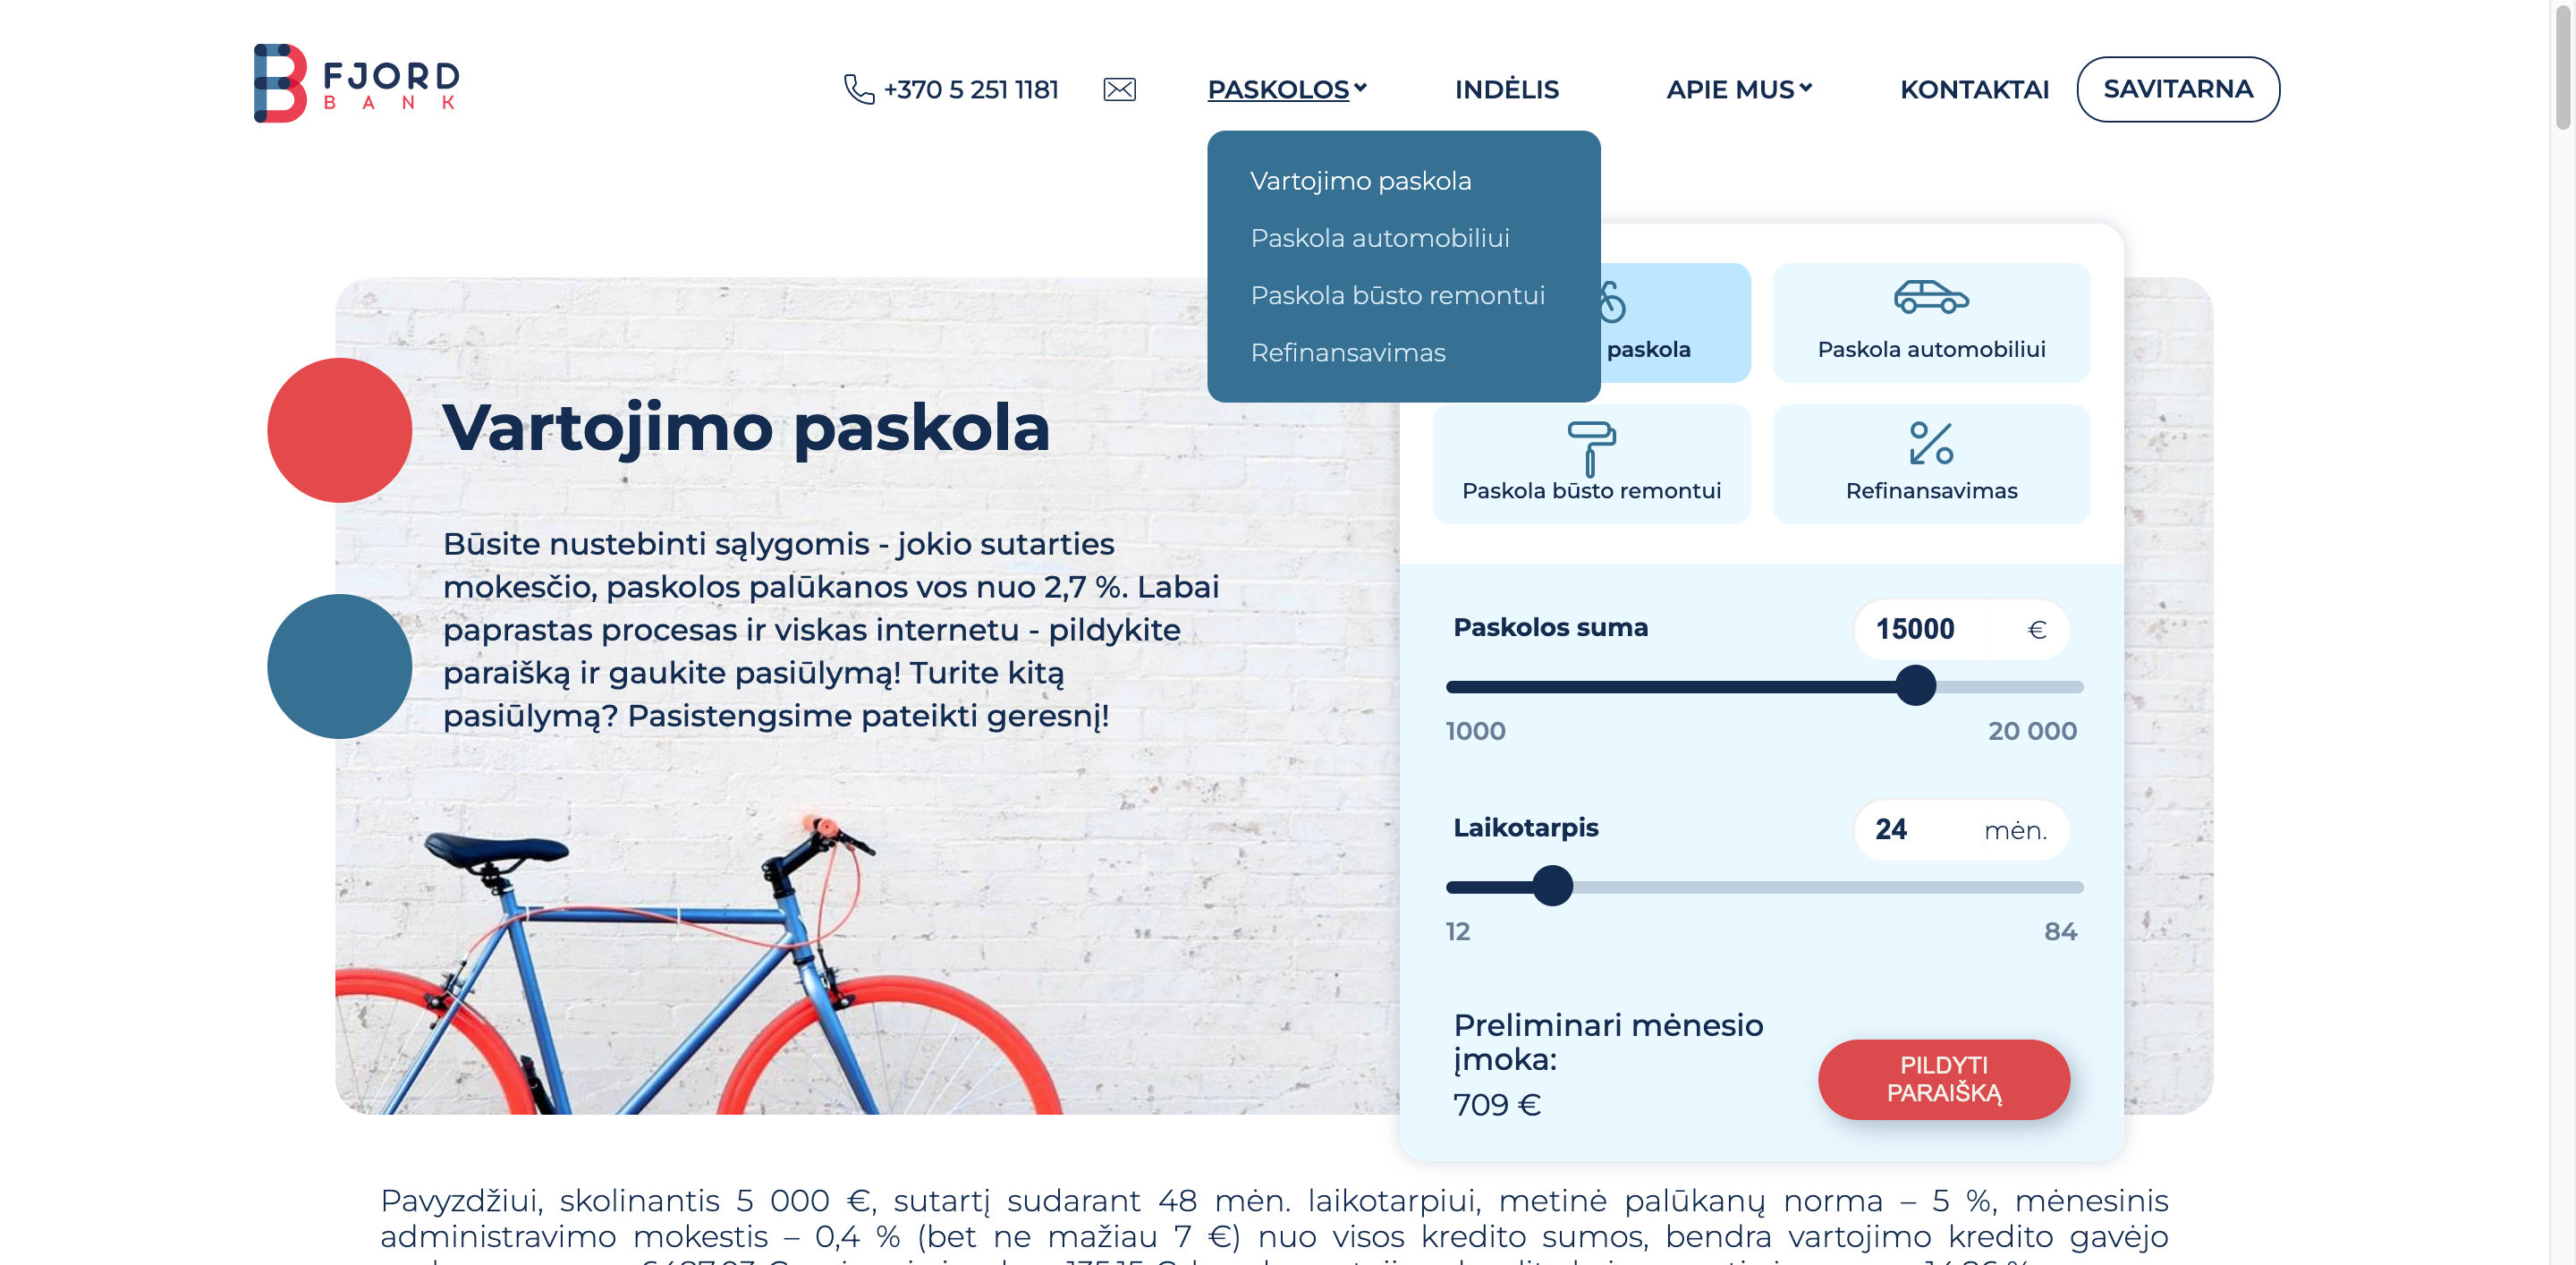 FJORD
BANK
+370 5 251 1181
PASKOLOS
INDĖLIS
APIE MUS
KONTAKTAI
SAVITARNA
Vartojimo paskola
Paskola automobiliui
Paskola būsto remontui
Refinansavimas
paskola
Paskola automobiliui
Paskola būsto remontui
Refinansavimas
Vartojimo paskola
Būsite nustebinti sąlygomis - jokio sutarties
mokesčio, paskolos palūkanos vos nuo 2,7 %. Labai
paprastas procesas ir viskas internetu - pildykite
paraišką ir gaukite pasiūlymą! Turite kitą
pasiūlymą? Pasistengsime pateikti geresnį!
Paskolos suma
15000 €
1000
20 000
Laikotarpis
24 mėn.
12
84
Preliminari mėnesio
įmoka:
709 €
PILDYTI
PARAIŠKĄ
Pavyzdžiui, skolinantis 5 000 €, sutartį sudarant 48 mėn. laikotarpiui, metinė palūkanų norma – 5 %, mėnesinis
administravimo mokestis – 0,4 % (bet ne mažiau 7 €) nuo visos kredito sumos, bendra vartojimo kredito gavėjo